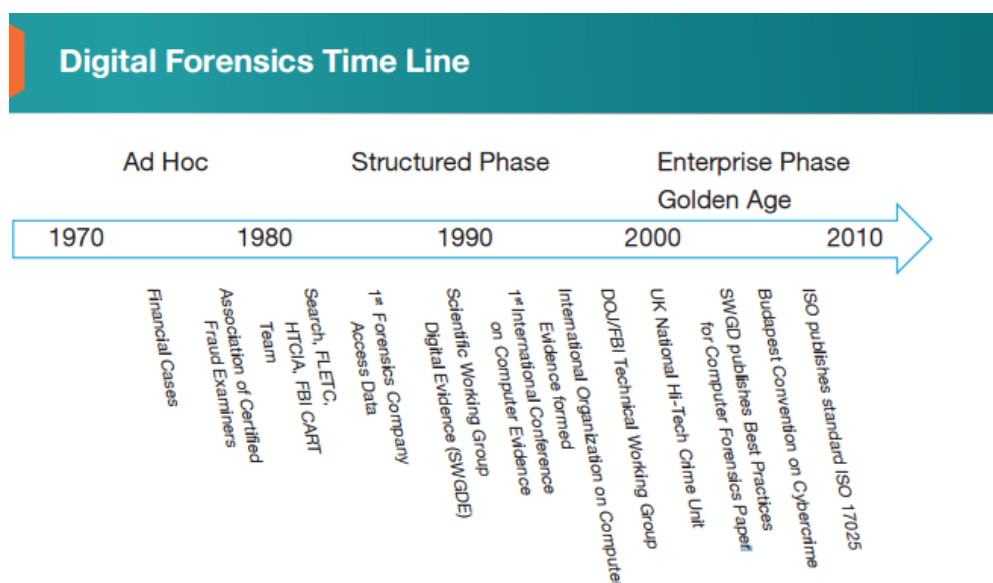 Digital Forensics Time Line
Ad Hoc
Structured Phase
Enterprise Phase
Golden Age
1970
1980
1990
2000
2010
Financial Cases
Association of Certified
Fraud Examiners
Search, FLETC,
HTCIA, FBI CART
Team
1st Forensics Company
Access Data
Scientific Working Group
Digital Evidence (SWGDE)
1st International Conference
on Computer Evidence
International Organization on Computer
Evidence formed
DOJ/FBI Technical Working Group
UK National Hi-Tech Crime Unit
SWGD publishes Best Practices
for Computer Forensics Paper
Budapest Convention on Cybercrime
ISO publishes standard ISO 17025